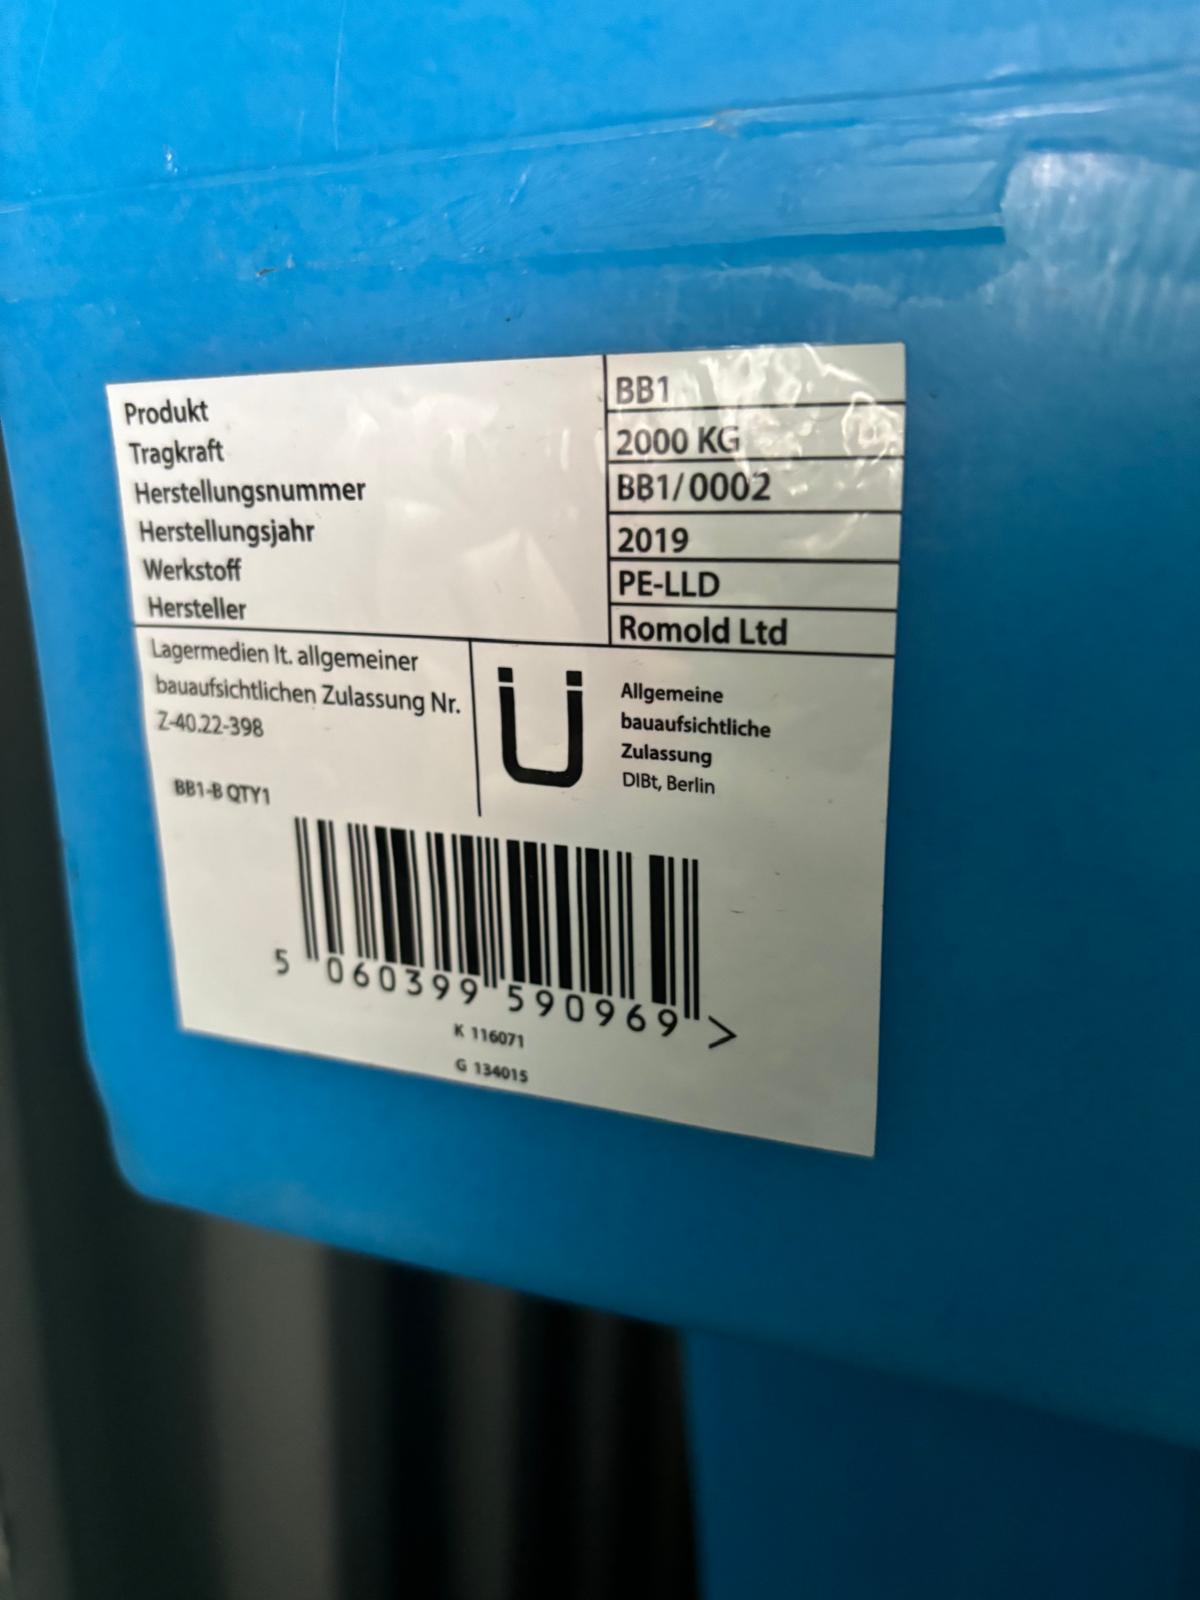 Produkt BB1
Tragkraft 2000 KG
Herstellungsnummer BB1/0002
Herstellungsjahr 2019
Werkstoff PE-LLD
Hersteller Romold Ltd
Lagermedien lt. allgemeiner
bauaufsichtlichen Zulassung Nr.
Z-40.22-398
Ü
Allgemeine
bauaufsichtliche
Zulassung
DIBt, Berlin
BB1-B QTY1
5 060399 590969 >
K 116071
G 134015